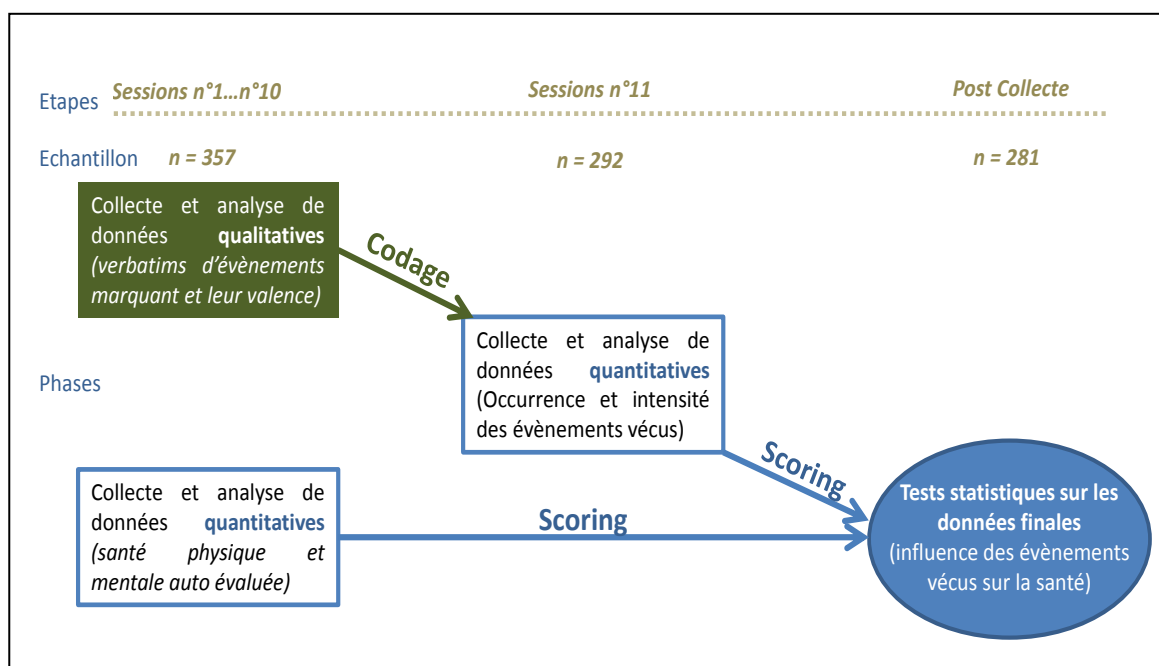 Etapes Sessions n°1...n°10 Sessions n°11 Post Collecte
Echantillon n = 357 n = 292 n = 281
Collecte et analyse de
données qualitatives
(verbatims d'évènements
marquant et leur valence)
Codage
Collecte et analyse de
données quantitatives
(Occurrence et intensité
des évènements vécus)
Phases
Scoring
Collecte et analyse de
données quantitatives
(santé physique et
mentale auto évaluée)
Scoring
Tests statistiques sur les
données finales
(influence des évènements
vécus sur la santé)